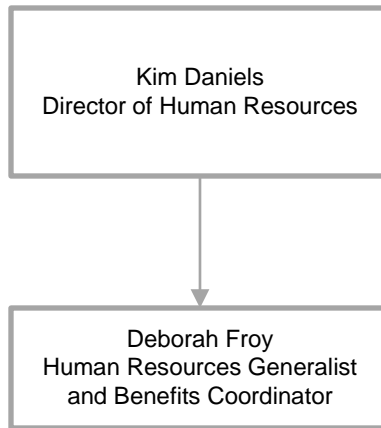 Kim Daniels
Director of Human Resources
Deborah Froy
Human Resources Generalist
and Benefits Coordinator